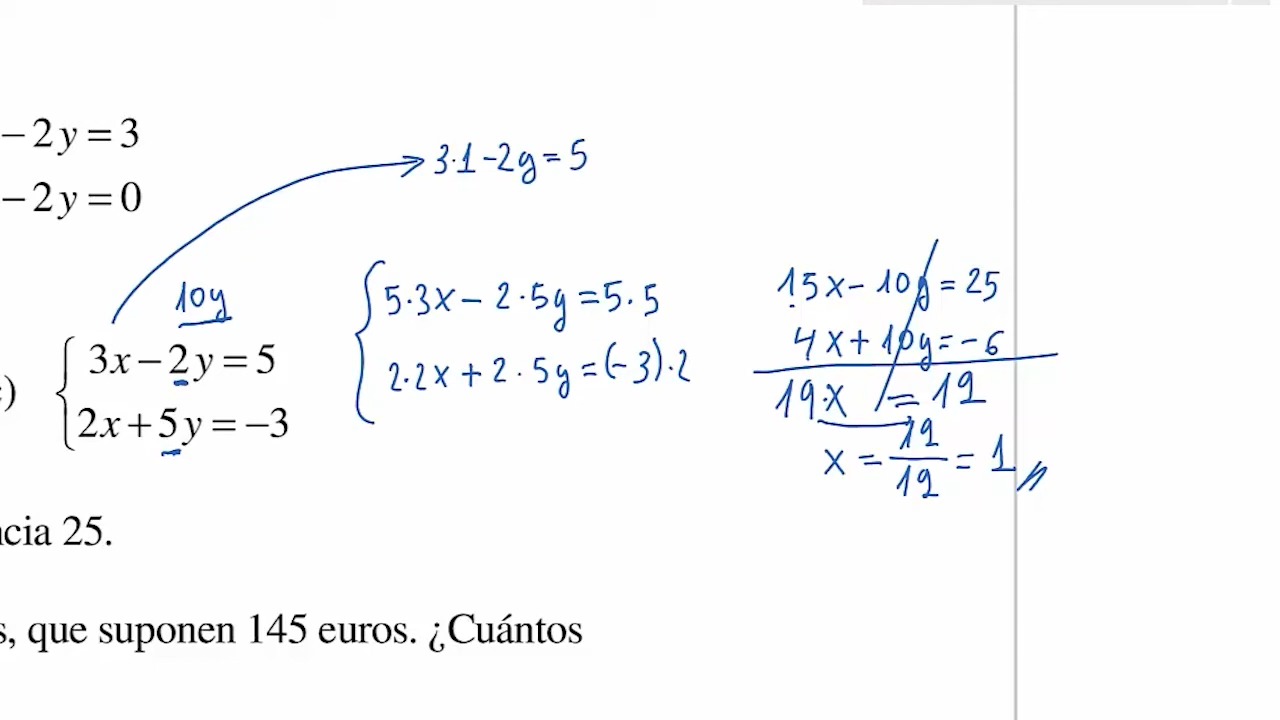 −2y=3
−2y=0
3·1−2y=5
10y
3x−2y=5
2x+5y=−3
5·3x−2·5y=5·5
2·2x+2·5y=(−3)·2
15x−10y=25
4x+10y=−6
19·x=19
x=19/19=1
cia 25.
s, que suponen 145 euros. ¿Cuántos